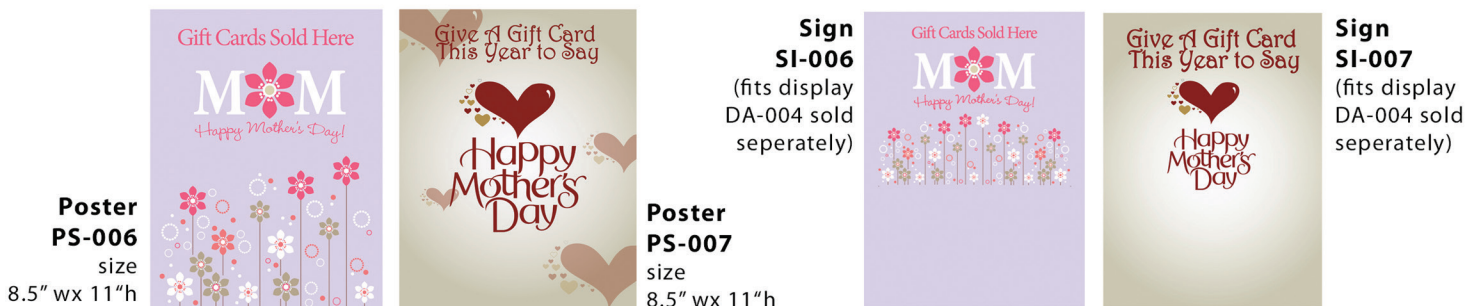 Poster
PS-006
size
8.5” wx 11“h
Gift Cards Sold Here
MOM
Happy Mother's Day!
Give A Gift Card
This Year to Say
Happy
Mother's
Day
Poster
PS-007
size
8.5” wx 11“h
Sign
SI-006
(fits display
DA-004 sold
seperately)
Gift Cards Sold Here
MOM
Happy Mother's Day!
Give A Gift Card
This Year to Say
Happy
Mother's
Day
Sign
SI-007
(fits display
DA-004 sold
seperately)